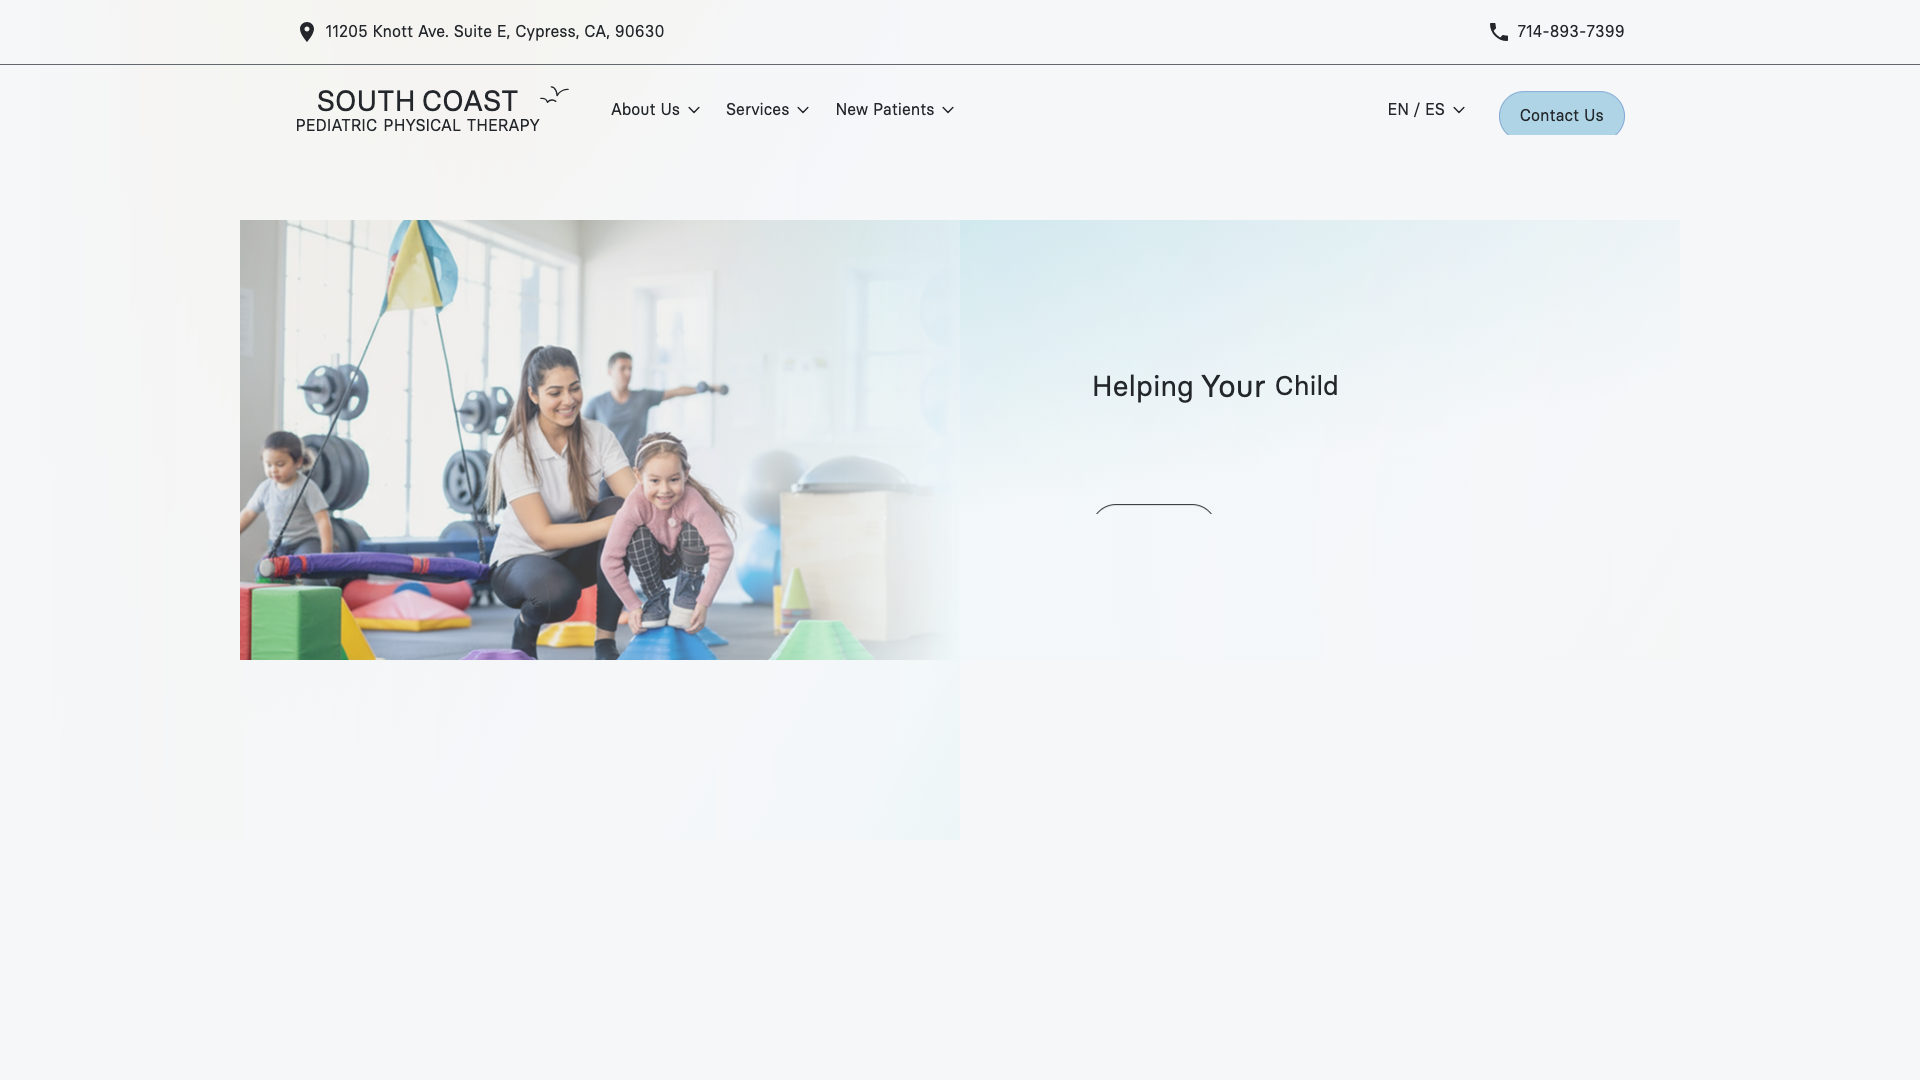 11205 Knott Ave. Suite E, Cypress, CA, 90630
714-893-7399
SOUTH COAST
PEDIATRIC PHYSICAL THERAPY
About Us
Services
New Patients
EN / ES
Contact Us
Helping Your Child